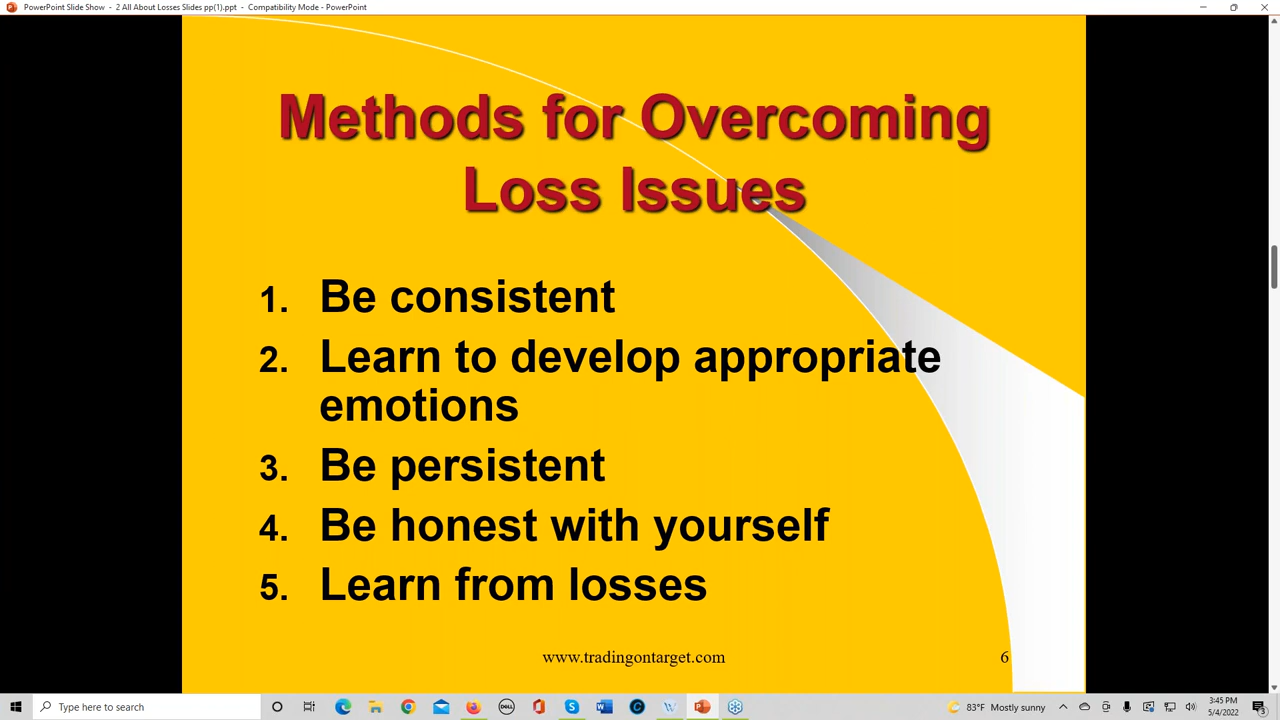 PowerPoint Slide Show - 2 All About Losses Slides pp(1).ppt - Compatibility Mode - PowerPoint
Methods for Overcoming
Loss Issues
1. Be consistent
2. Learn to develop appropriate
emotions
3. Be persistent
4. Be honest with yourself
5. Learn from losses
www.tradingontarget.com
6
Type here to search
DELL
83°F Mostly sunny
3:45 PM
5/4/2022
3